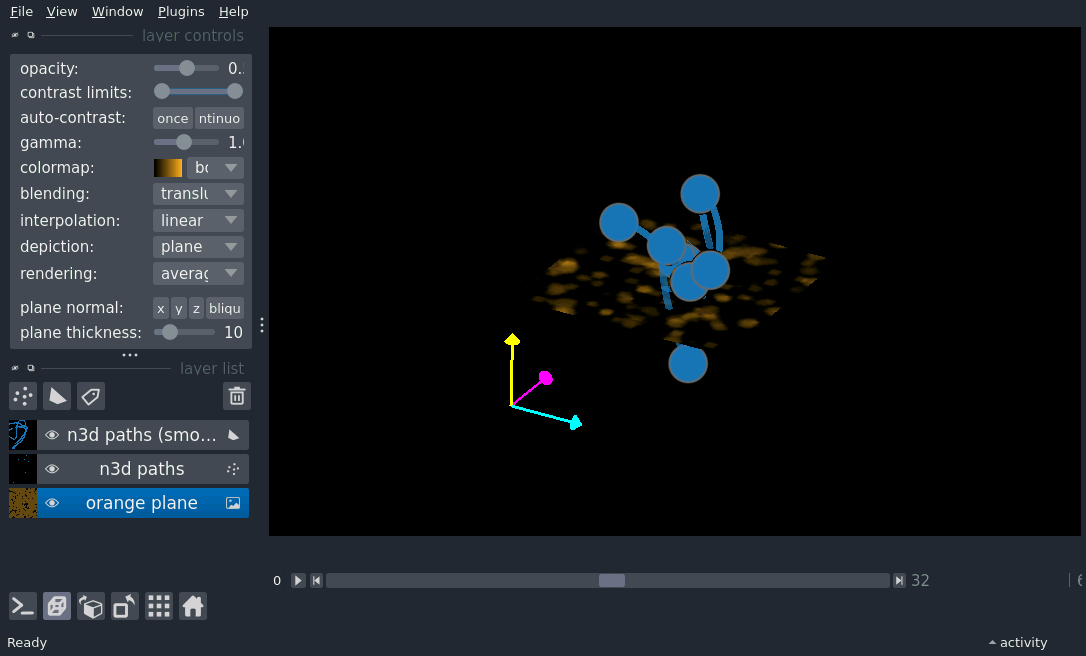 File View Window Plugins Help
layer controls
opacity: 0.
contrast limits:
auto-contrast: once ntinuo
gamma: 1.
colormap: bo
blending: translu
interpolation: linear
depiction: plane
rendering: averag
plane normal: x y z bliqu
plane thickness: 10
layer list
n3d paths (smo...
n3d paths
orange plane
0 32
Ready activity